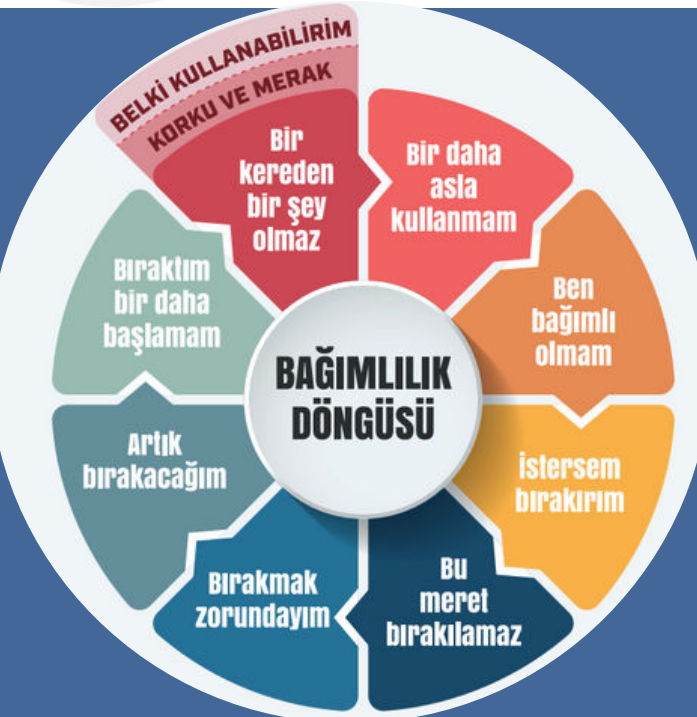 BELKİ KULLANABİLİRİM
KORKU VE MERAK
Bir
kereden
bir şey
olmaz
Bir daha
asla
kullanmam
Ben
bağımlı
olmam
İstersem
bırakırım
Bu
meret
bırakılamaz
Bırakmak
zorundayım
Artık
bırakacağım
Bıraktım
bir daha
başlamam
BAĞIMLILIK
DÖNGÜSÜ